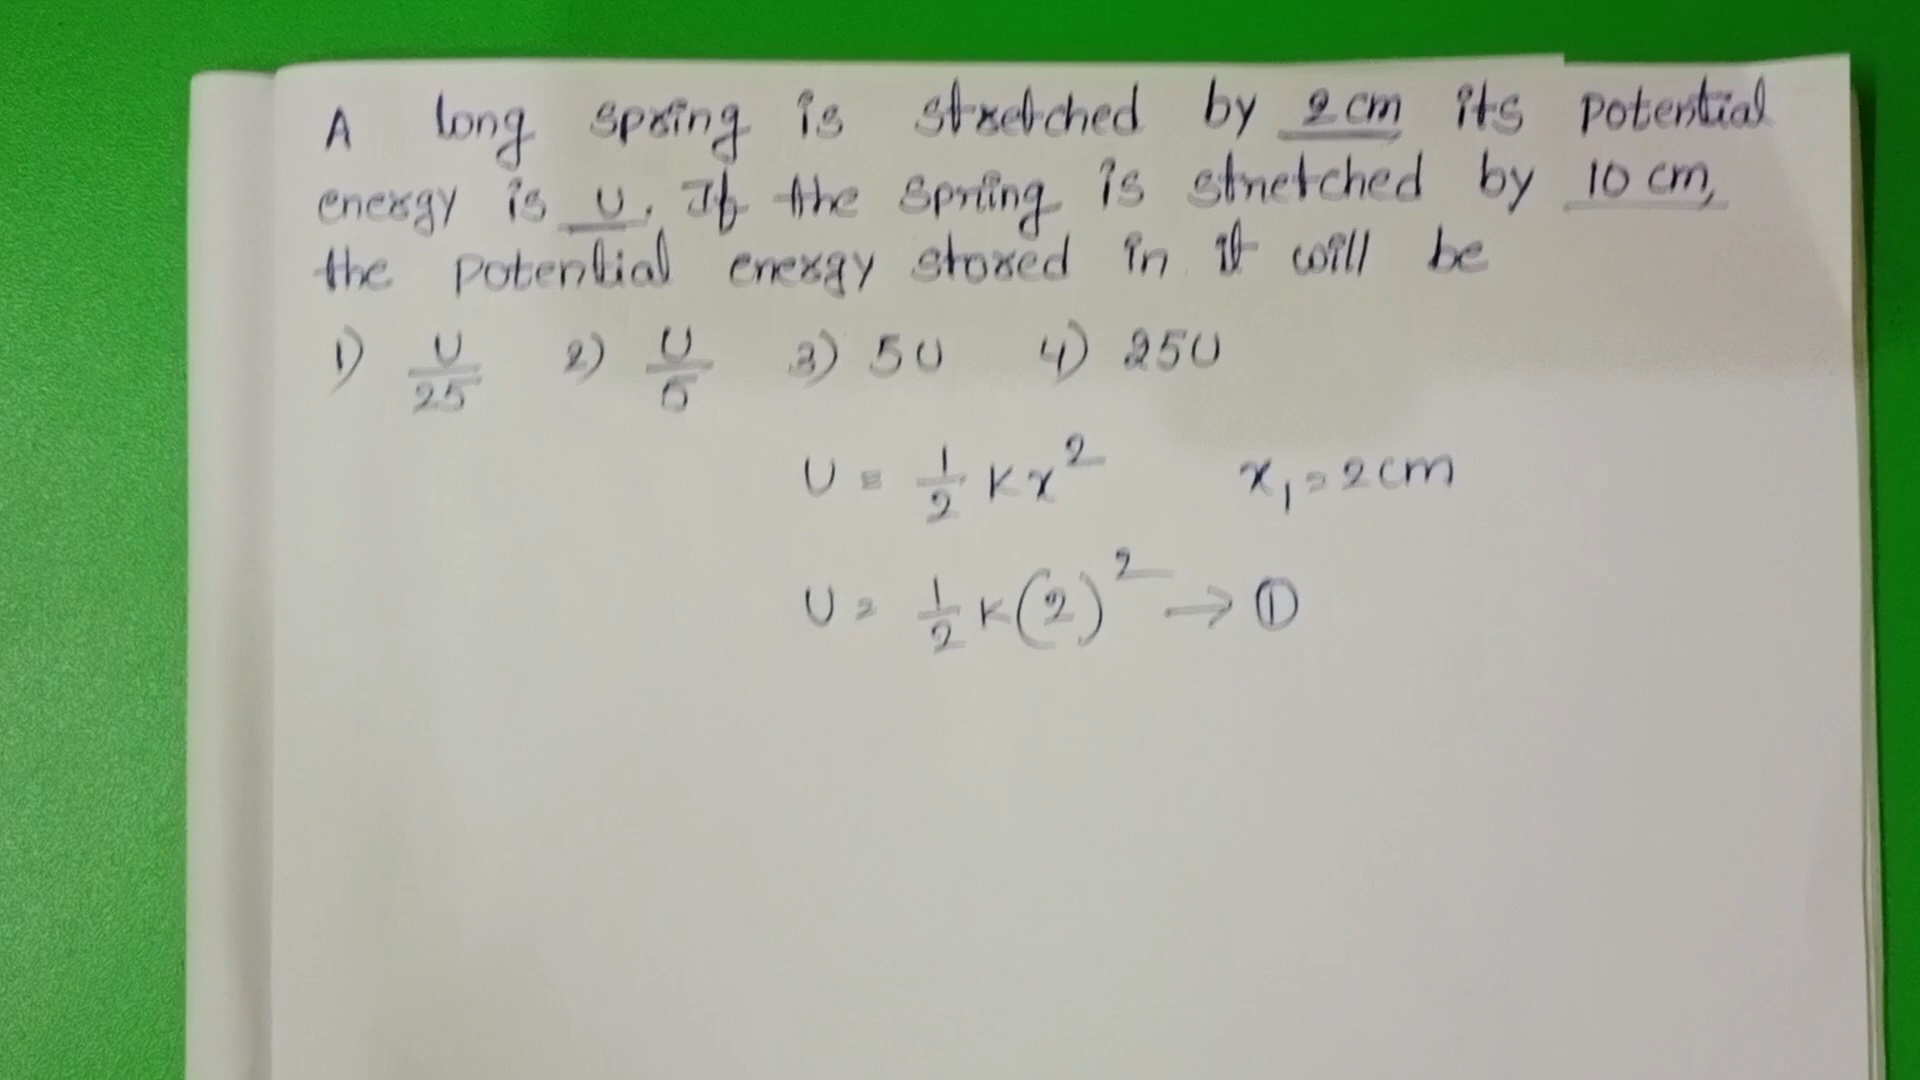 A long spring is stretched by 2 cm its potential
energy is U. If the spring is stretched by 10 cm,
the potential energy stored in it will be
1) U/25 2) U/5 3) 5U 4) 25U
U = 1/2 Kx² x₁ = 2cm
U = 1/2 K(2)² → ①